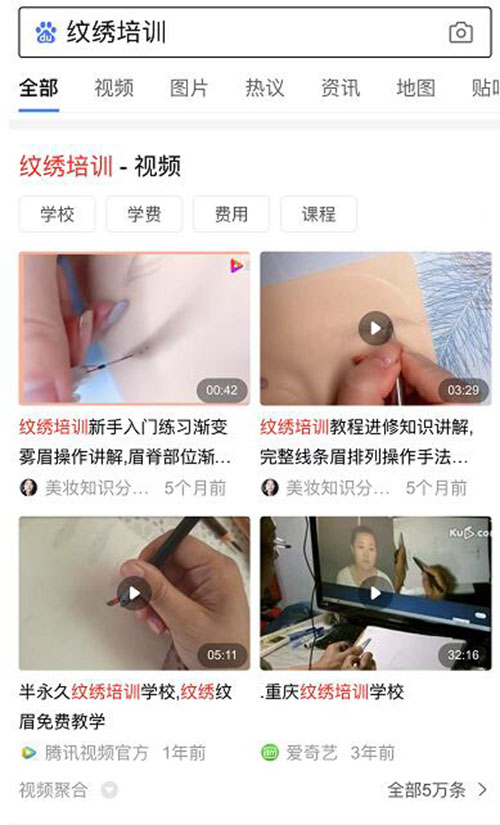 du 纹绣培训
全部 视频 图片 热议 资讯 地图 贴
纹绣培训 - 视频
学校 学费 费用 课程
00:42
03:29
纹绣培训新手入门练习渐变
雾眉操作讲解,眉脊部位渐...
美妆知识分... 5个月前
纹绣培训教程进修知识讲解,
完整线条眉排列操作手法...
美妆知识分... 5个月前
05:11
Ku6.co
32:16
半永久纹绣培训学校,纹绣纹
眉免费教学
腾讯视频官方 1年前
.重庆纹绣培训学校
爱奇艺 3年前
视频聚合 全部5万条